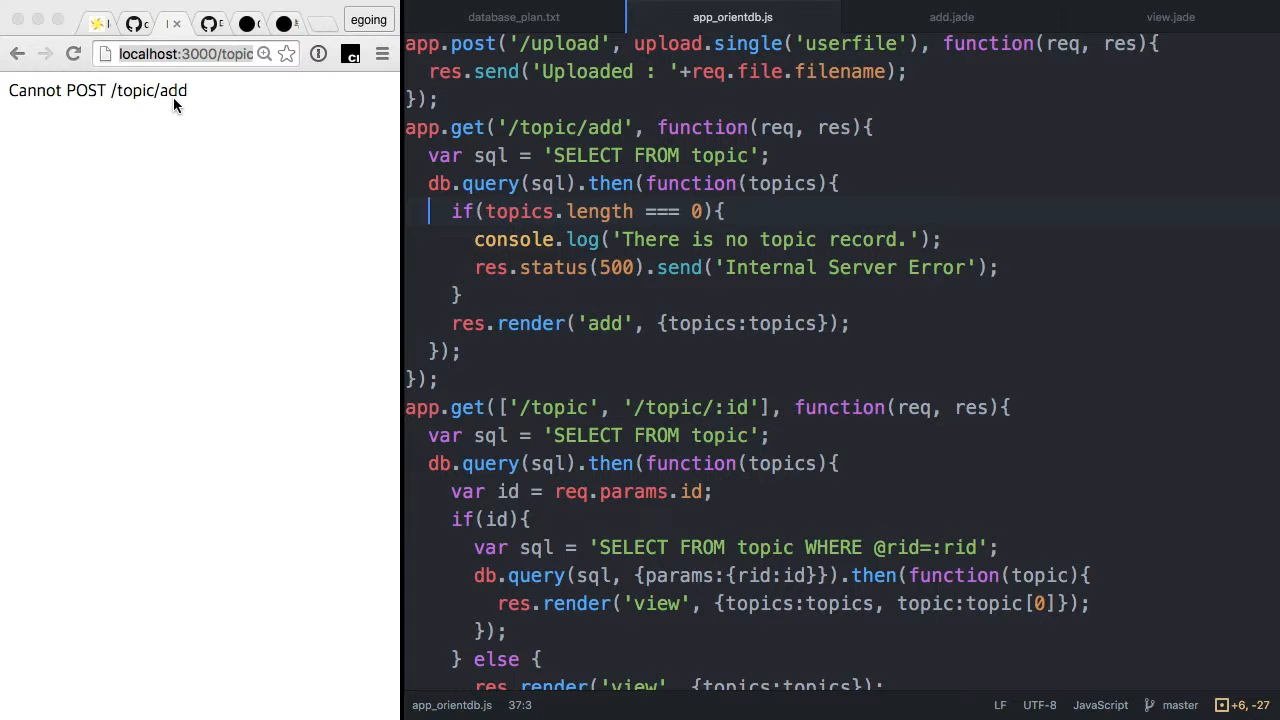 egoing
localhost:3000/topic
Cannot POST /topic/add
database_plan.txt
app_orientdb.js
add.jade
view.jade
app.post('/upload', upload.single('userfile'), function(req, res){
res.send('Uploaded : '+req.file.filename);
});
app.get('/topic/add', function(req, res){
var sql = 'SELECT FROM topic';
db.query(sql).then(function(topics){
if(topics.length === 0){
console.log('There is no topic record.');
res.status(500).send('Internal Server Error');
}
res.render('add', {topics:topics});
});
});
app.get(['/topic', '/topic/:id'], function(req, res){
var sql = 'SELECT FROM topic';
db.query(sql).then(function(topics){
var id = req.params.id;
if(id){
var sql = 'SELECT FROM topic WHERE @rid=:rid';
db.query(sql, {params:{rid:id}}).then(function(topic){
res.render('view', {topics:topics, topic:topic[0]});
});
} else {
res.render('view', {topics:topics});
app_orientdb.js 37:3
LF UTF-8 JavaScript master +6, -27